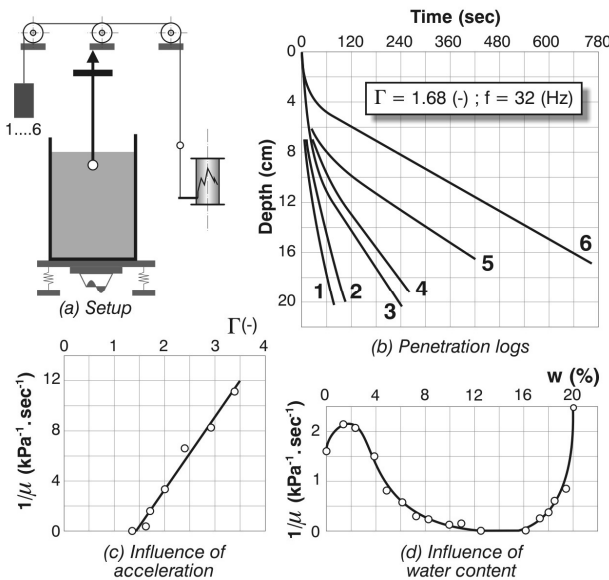 1....6
(a) Setup
Time (sec)
0 120 240 360 480 600 780
Depth (cm)
0
4
8
12
16
20
Γ = 1.68 (-) ; f = 32 (Hz)
1 2 3 4 5 6
(b) Penetration logs
Γ(-)
0 1 2 3 4
1/μ (kPa⁻¹. sec⁻¹)
12
8
4
0
(c) Influence of
acceleration
w (%)
0 4 8 12 16 20
1/μ (kPa⁻¹. sec⁻¹)
2
1
0
(d) Influence of
water content